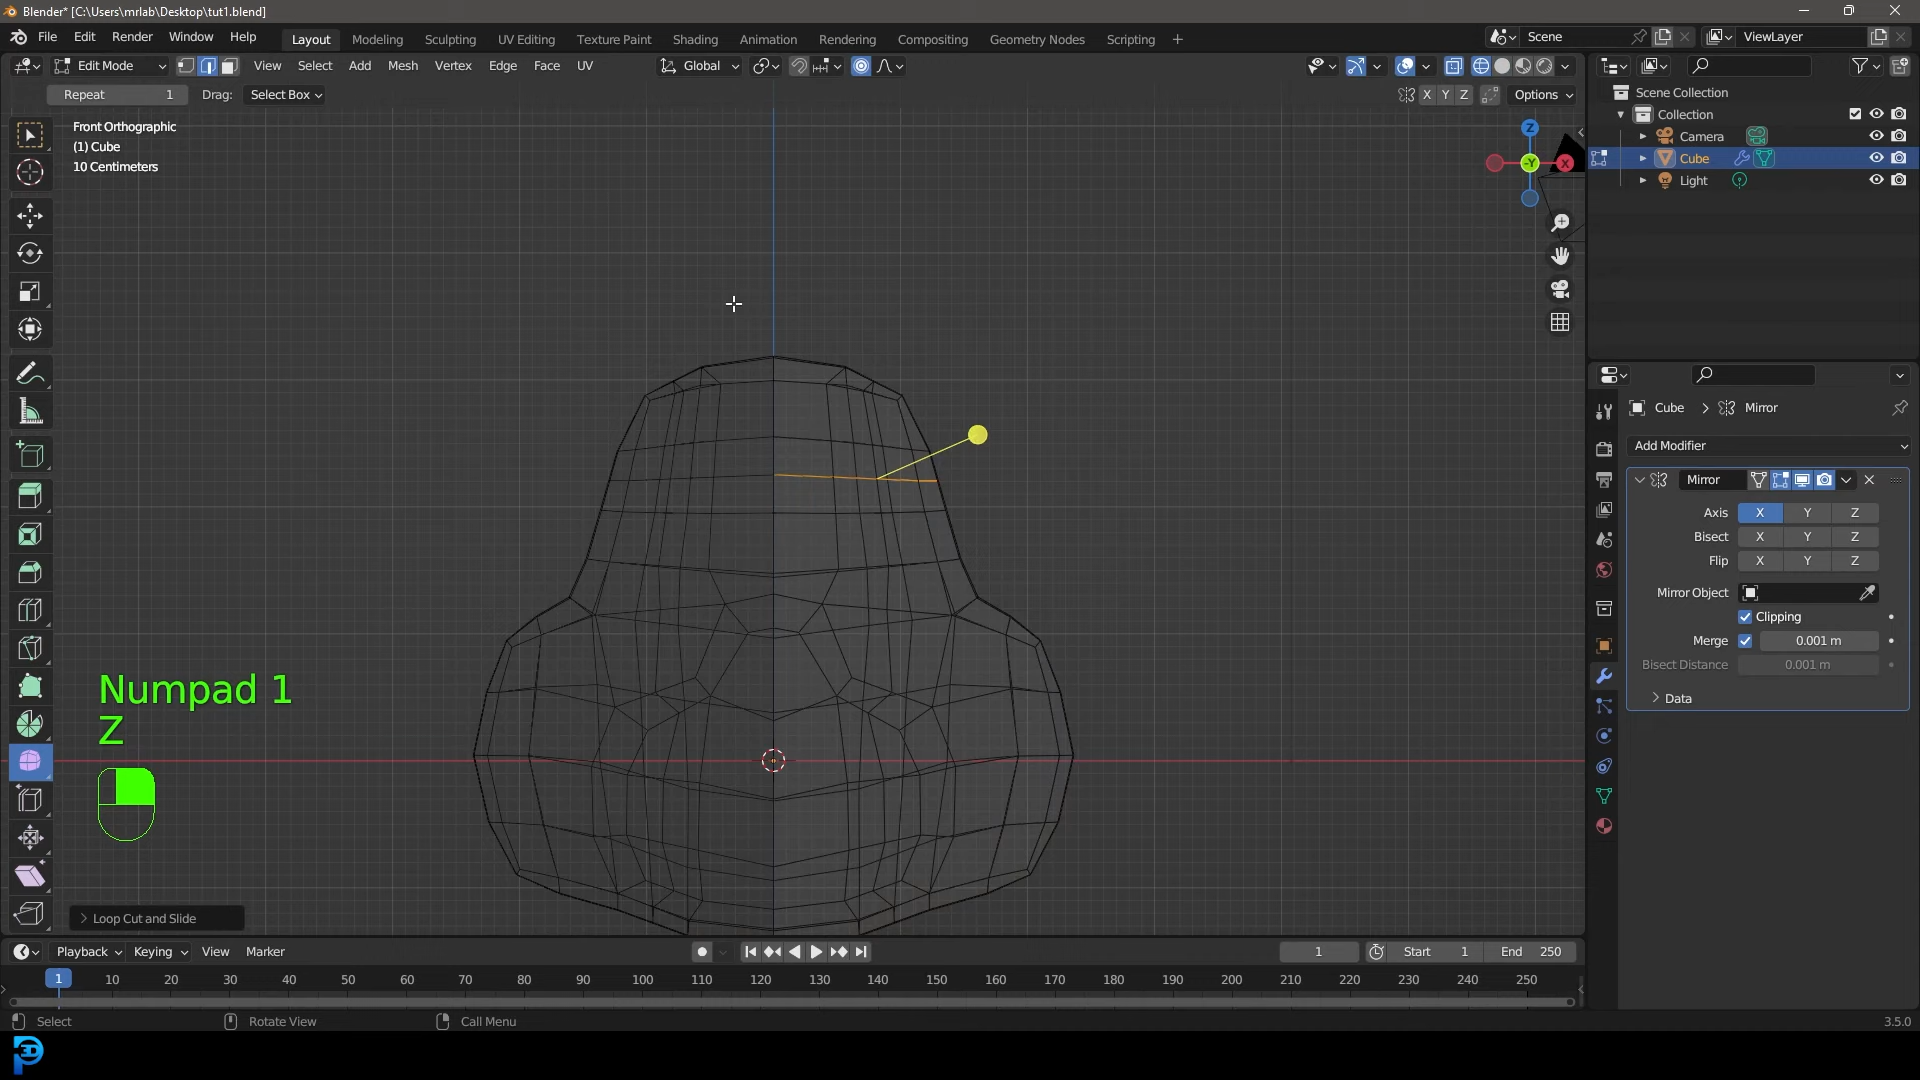 Blender* [C:\Users\mrlab\Desktop\tut1.blend]
File Edit Render Window Help Layout Modeling Sculpting UV Editing Texture Paint Shading Animation Rendering Compositing Geometry Nodes Scripting + Scene ViewLayer
Edit Mode View Select Add Mesh Vertex Edge Face UV Global
Repeat 1 Drag: Select Box X Y Z Options
Front Orthographic
(1) Cube
10 Centimeters
Z
-Y
X
Scene Collection
Collection
Camera
Cube
Light
Cube > Mirror
Add Modifier
Mirror
Axis X Y Z
Bisect X Y Z
Flip X Y Z
Mirror Object
Clipping
Merge 0.001 m
Bisect Distance 0.001 m
> Data
Numpad 1
Z
> Loop Cut and Slide
Playback Keying View Marker 1 Start 1 End 250
1 10 20 30 40 50 60 70 80 90 100 110 120 130 140 150 160 170 180 190 200 210 220 230 240 250
Select Rotate View Call Menu 3.5.0
3D